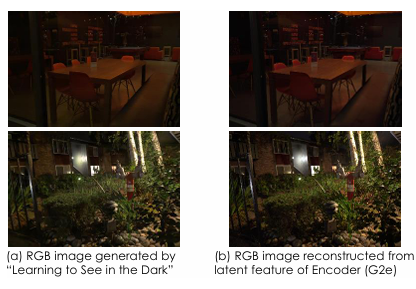 (a) RGB image generated by
"Learning to See in the Dark"
(b) RGB image reconstructed from
latent feature of Encoder (G2e)